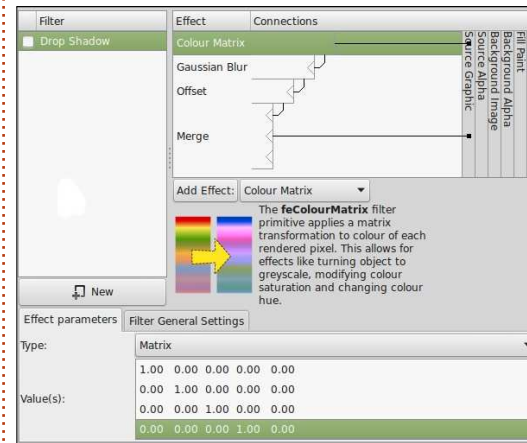 Filter
Drop Shadow
New
Effect Connections
Colour Matrix
Gaussian Blur
Offset
Merge
Source Graphic
Source Alpha
Background Image
Background Alpha
Fill Paint
Add Effect: Colour Matrix
The feColourMatrix filter
primitive applies a matrix
transformation to colour of each
rendered pixel. This allows for
effects like turning object to
greyscale, modifying colour
saturation and changing colour
hue.
Effect parameters Filter General Settings
Type: Matrix
Value(s):
1.00 0.00 0.00 0.00 0.00
0.00 1.00 0.00 0.00 0.00
0.00 0.00 1.00 0.00 0.00
0.00 0.00 0.00 1.00 0.00